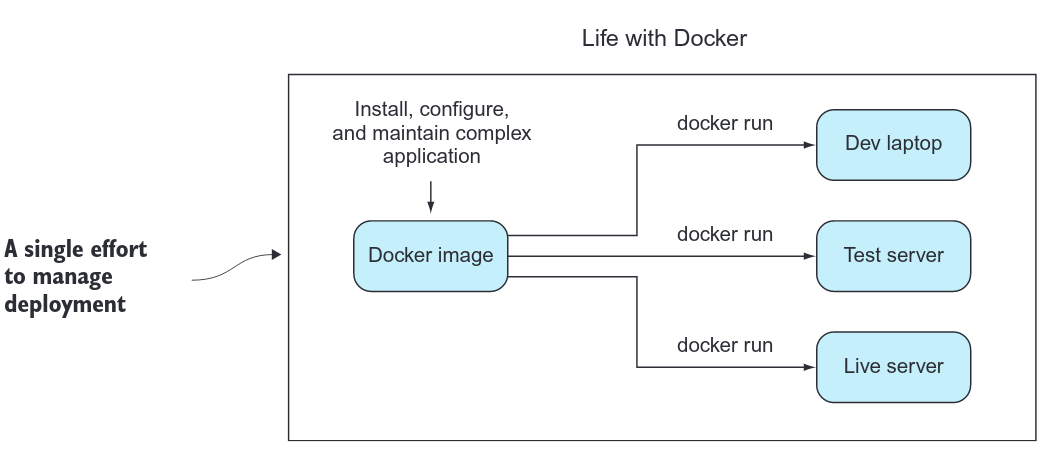 Life with Docker
Install, configure,
and maintain complex
application
docker run
Dev laptop
A single effort
to manage
deployment
Docker image
docker run
Test server
docker run
Live server